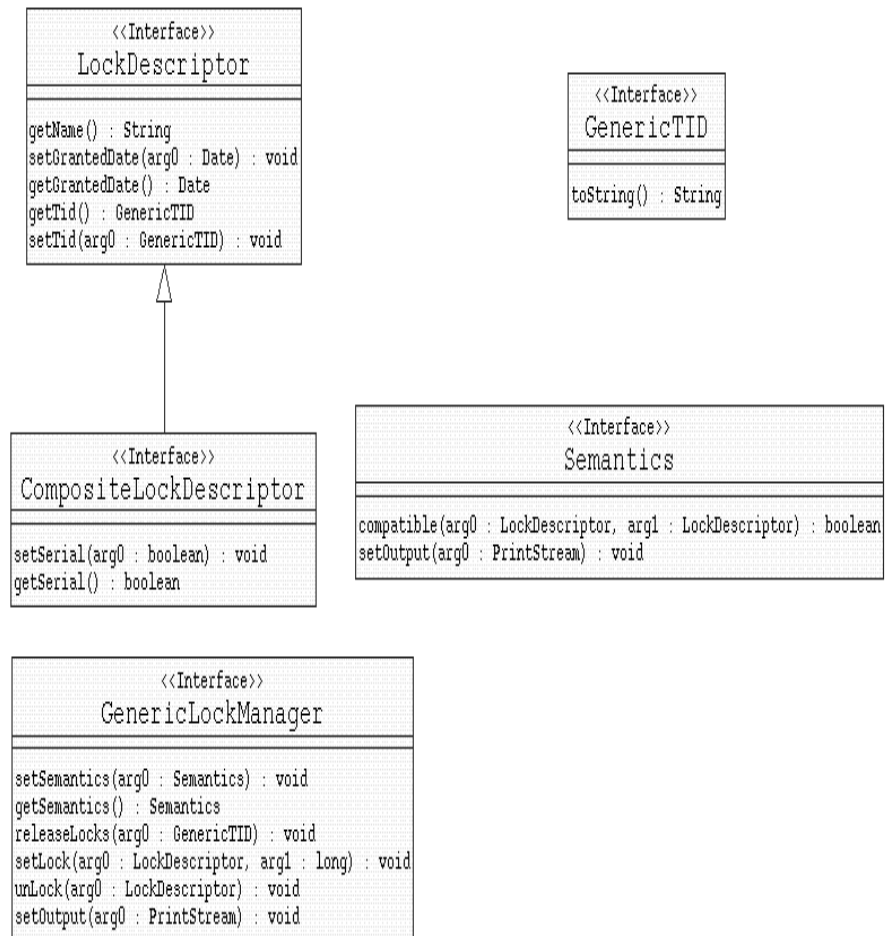 <<Interface>>
LockDescriptor
getName() : String
setGrantedDate(arg0 : Date) : void
getGrantedDate() : Date
getTid() : GenericTID
setTid(arg0 : GenericTID) : void
<<Interface>>
GenericTID
toString() : String
<<Interface>>
CompositeLockDescriptor
setSerial(arg0 : boolean) : void
getSerial() : boolean
<<Interface>>
Semantics
compatible(arg0 : LockDescriptor, arg1 : LockDescriptor) : boolean
setOutput(arg0 : PrintStream) : void
<<Interface>>
GenericLockManager
setSemantics(arg0 : Semantics) : void
getSemantics() : Semantics
releaseLocks(arg0 : GenericTID) : void
setLock(arg0 : LockDescriptor, arg1 : long) : void
unLock(arg0 : LockDescriptor) : void
setOutput(arg0 : PrintStream) : void